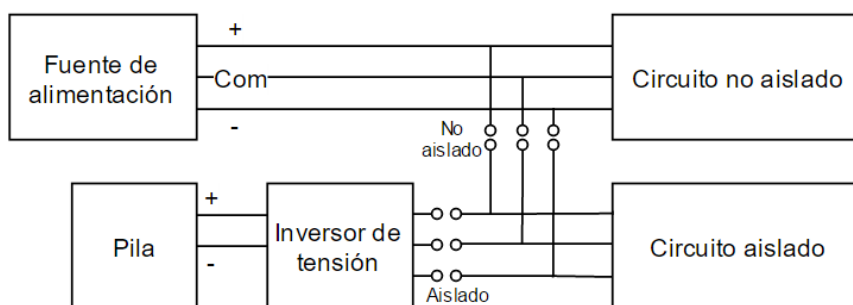 +
Fuente de
alimentación
Com
-
Circuito no aislado
No
aislado
+
Pila
-
Inversor de
tensión
Circuito aislado
Aislado